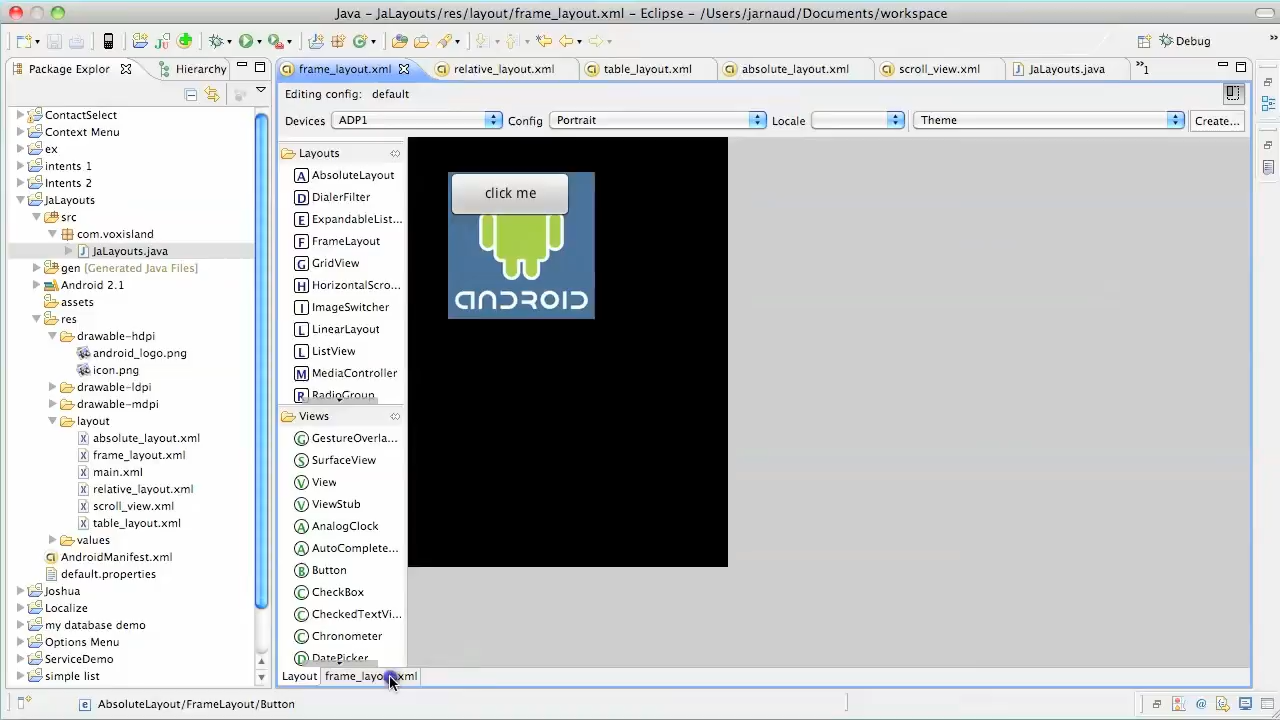 Java - JaLayouts/res/layout/frame_layout.xml - Eclipse - /Users/jarnaud/Documents/workspace
Debug
Package Explor
Hierarchy
frame_layout.xml
relative_layout.xml
table_layout.xml
absolute_layout.xml
scroll_view.xml
JaLayouts.java
»1
Editing config: default
Devices
ADP1
Config
Portrait
Locale
Theme
Create...
ContactSelect
Context Menu
ex
intents 1
Intents 2
JaLayouts
src
com.voxisland
JaLayouts.java
gen [Generated Java Files]
Android 2.1
assets
res
drawable-hdpi
android_logo.png
icon.png
drawable-ldpi
drawable-mdpi
layout
absolute_layout.xml
frame_layout.xml
main.xml
relative_layout.xml
scroll_view.xml
table_layout.xml
values
AndroidManifest.xml
default.properties
Joshua
Localize
my database demo
Options Menu
ServiceDemo
simple list
Layouts
A AbsoluteLayout
D DialerFilter
E ExpandableList...
F FrameLayout
G GridView
H HorizontalScro...
I ImageSwitcher
L LinearLayout
L ListView
M MediaController
R RadioGroup
Views
G GestureOverla...
S SurfaceView
V View
V ViewStub
A AnalogClock
A AutoComplete...
B Button
C CheckBox
C CheckedTextVi...
C Chronometer
D DatePicker
click me
ANDROID
Layout
frame_layout.xml
AbsoluteLayout/FrameLayout/Button